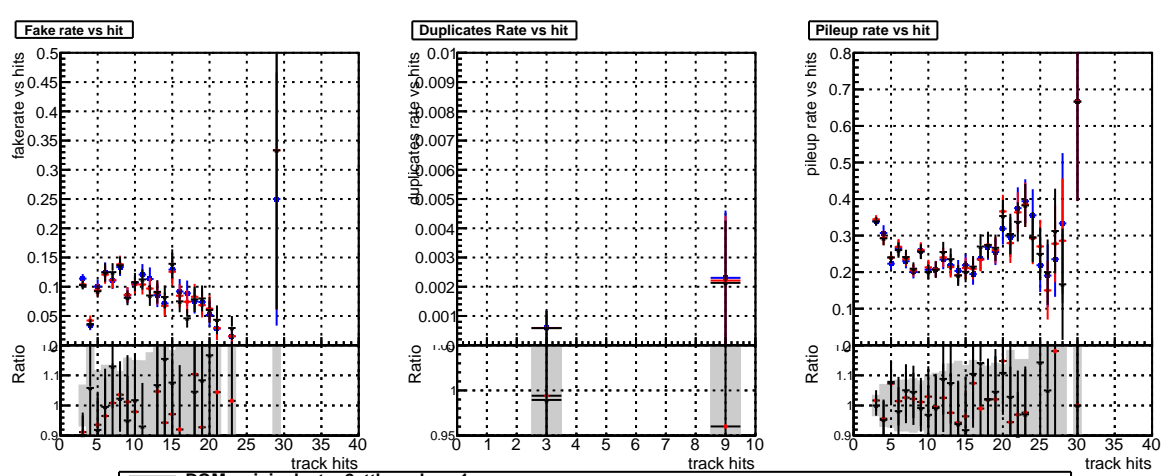 Fake rate vs hit
fakerate vs hits
0.5
0.45
0.4
0.35
0.3
0.25
0.2
0.15
0.1
0.05
0
Ratio
1.1
1
0.9
0 5 10 15 20 25 30 35 40
track hits
Duplicates Rate vs hit
duplicates rate vs hits
0.01
0.009
0.008
0.007
0.006
0.005
0.004
0.003
0.002
0.001
Ratio
1
0.95
0 1 2 3 4 5 6 7 8 9 10
track hits
Pileup rate vs hit
pileup rate vs hits
0.8
0.7
0.6
0.5
0.4
0.3
0.2
0.1
0
Ratio
1.1
1
0.9
0 5 10 15 20 25 30 35 40
track hits